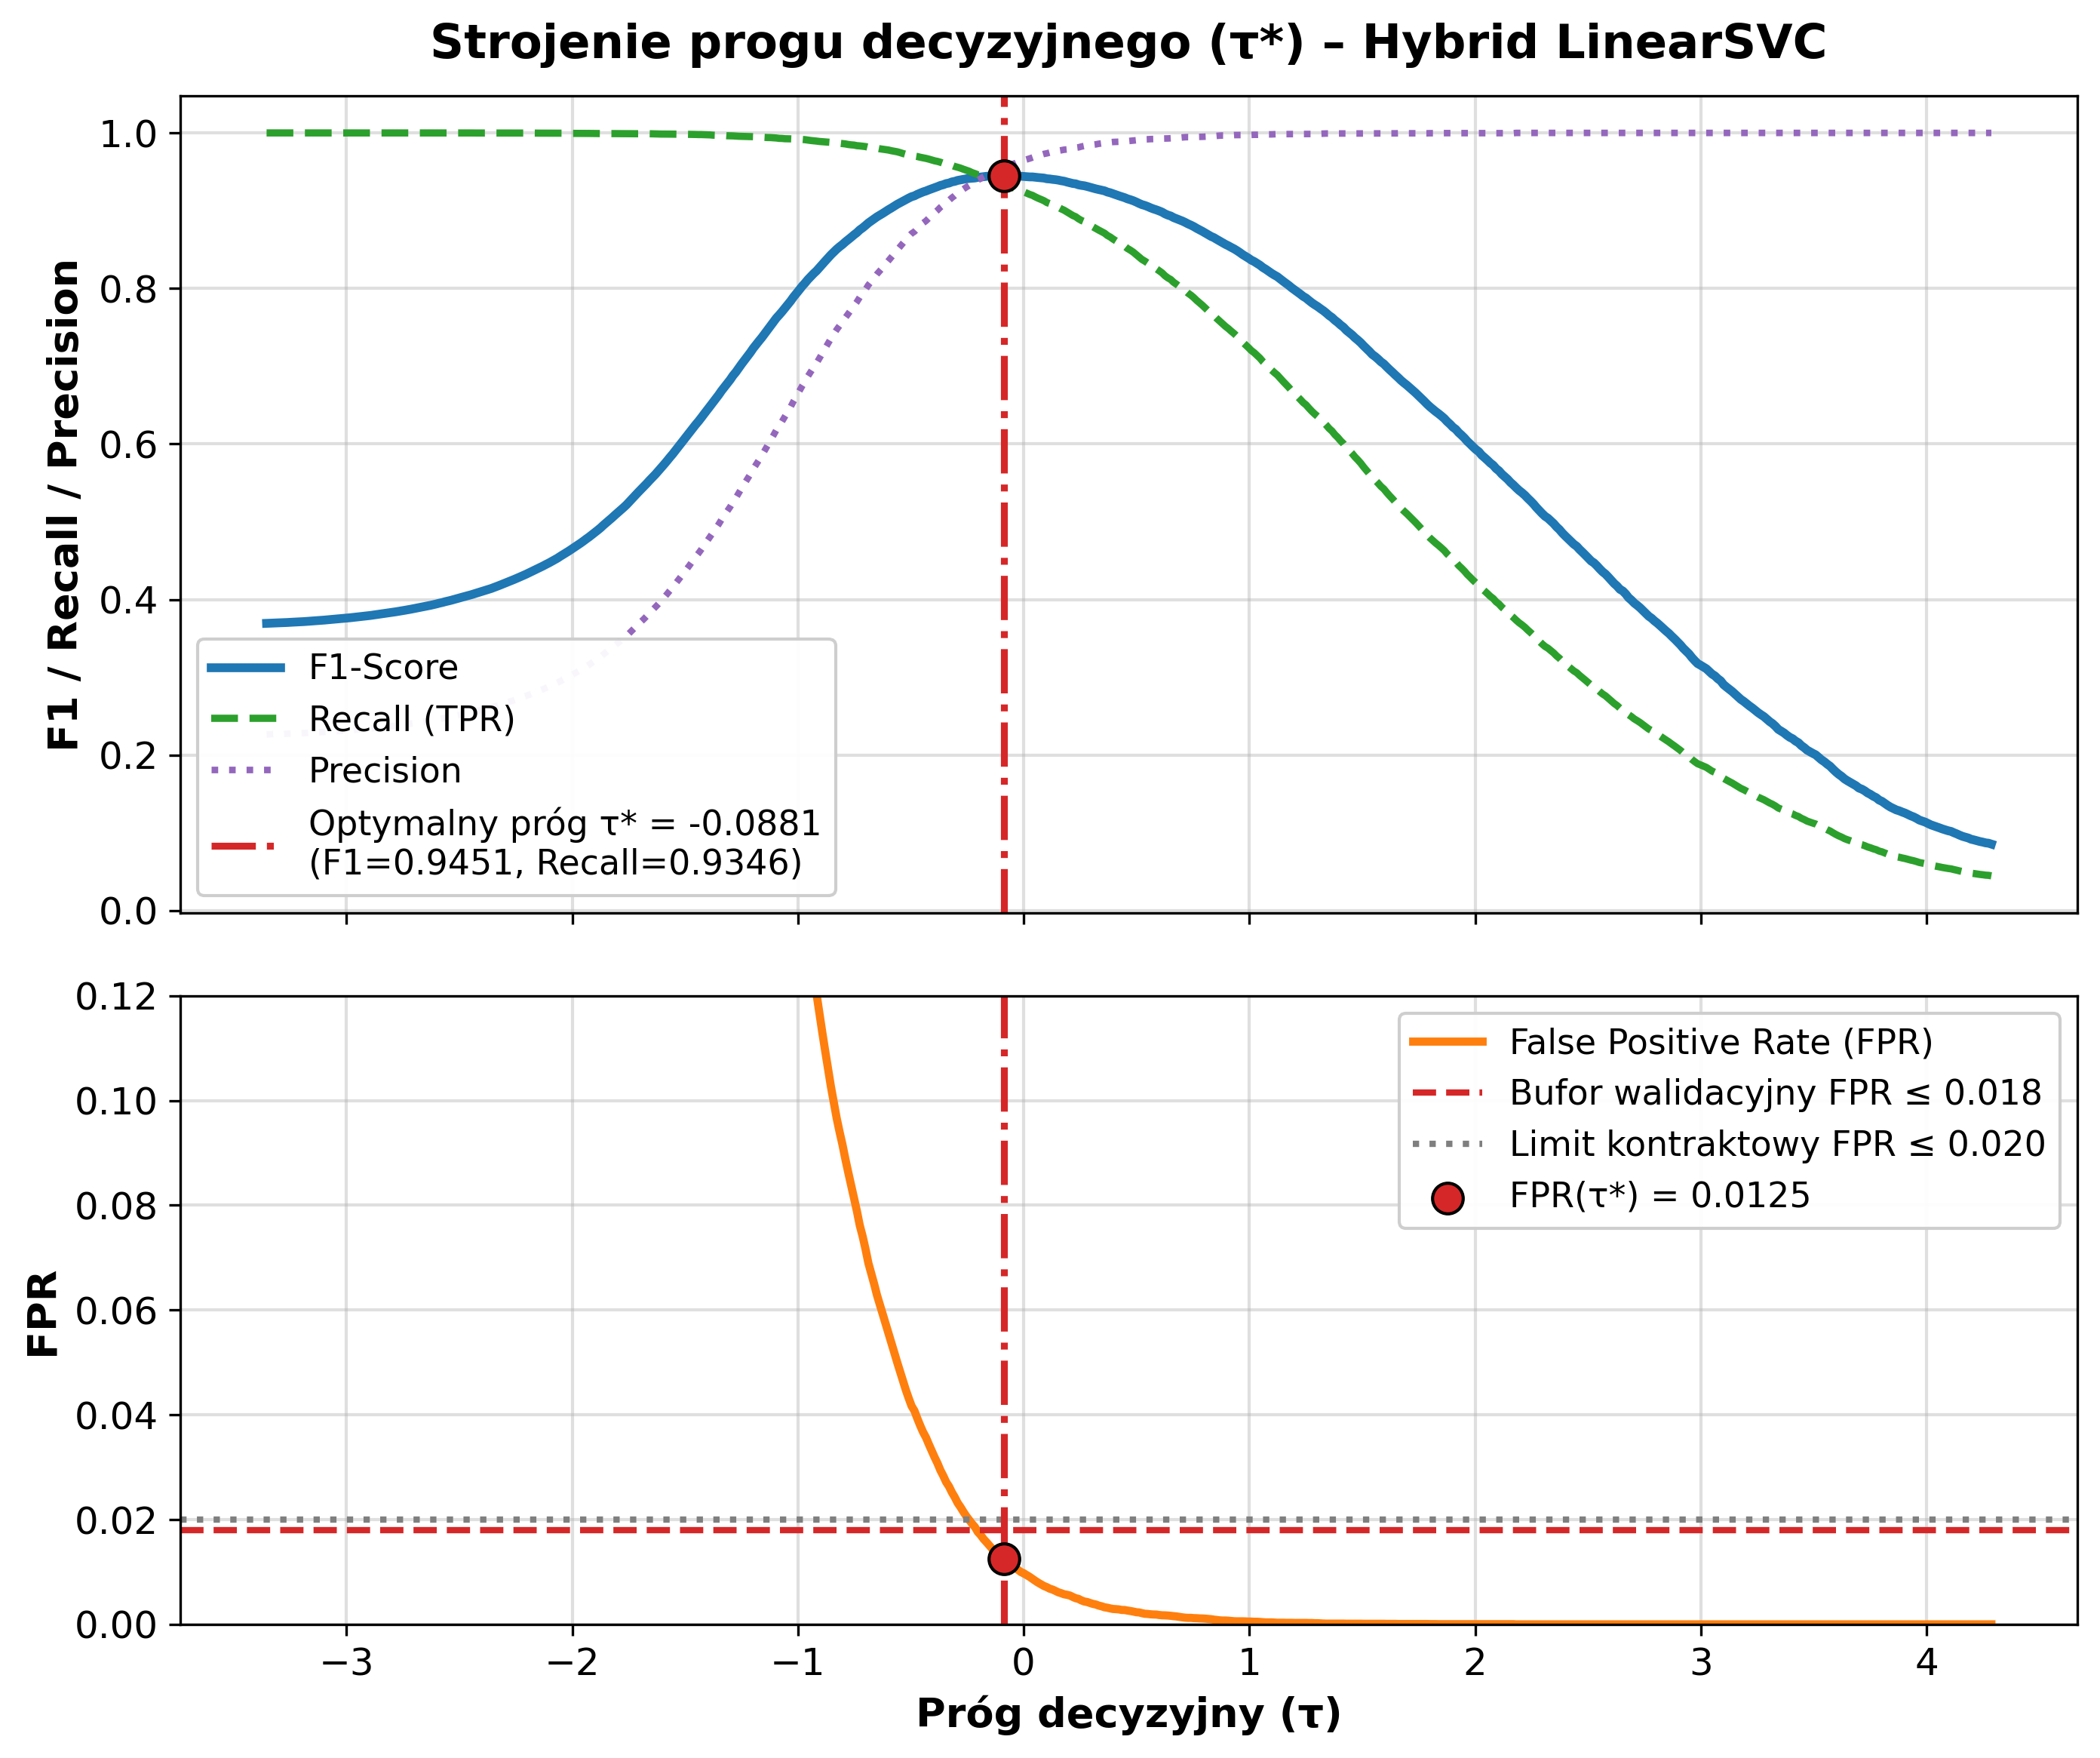 Strojenie progu decyzyjnego (τ*) – Hybrid LinearSVC
F1 / Recall / Precision
1.0
0.8
0.6
0.4
0.2
0.0
F1-Score
Recall (TPR)
Precision
Optymalny próg τ* = -0.0881
(F1=0.9451, Recall=0.9346)
FPR
0.12
0.10
0.08
0.06
0.04
0.02
0.00
False Positive Rate (FPR)
Bufor walidacyjny FPR ≤ 0.018
Limit kontraktowy FPR ≤ 0.020
FPR(τ*) = 0.0125
−3 −2 −1 0 1 2 3 4
Próg decyzyjny (τ)